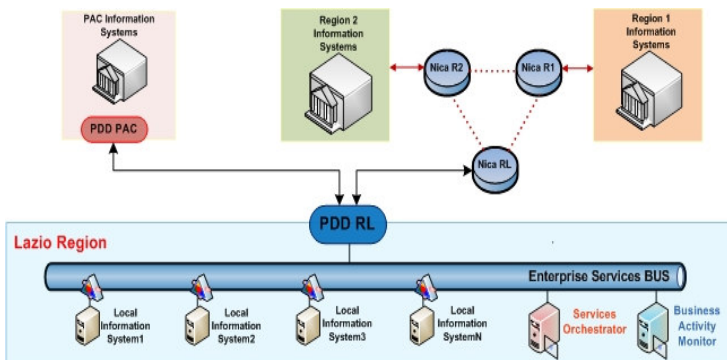 PAC Information
Systems
PDD PAC
Region 2
Information
Systems
Nica R2
Nica R1
Region 1
Information
Systems
Nica RL
PDD RL
Lazio Region
Enterprise Services BUS
Local
Information
System1
Local
Information
System2
Local
Information
System3
Local
Information
SystemN
Services
Orchestrator
Business
Activity
Monitor